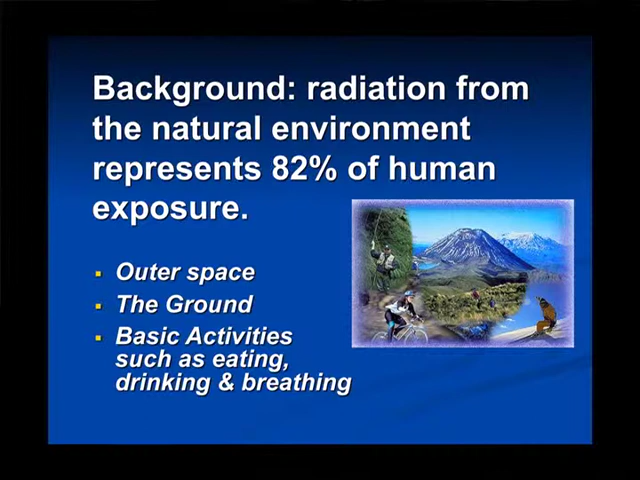 Background: radiation from
the natural environment
represents 82% of human
exposure.
Outer space
The Ground
Basic Activities
such as eating,
drinking & breathing